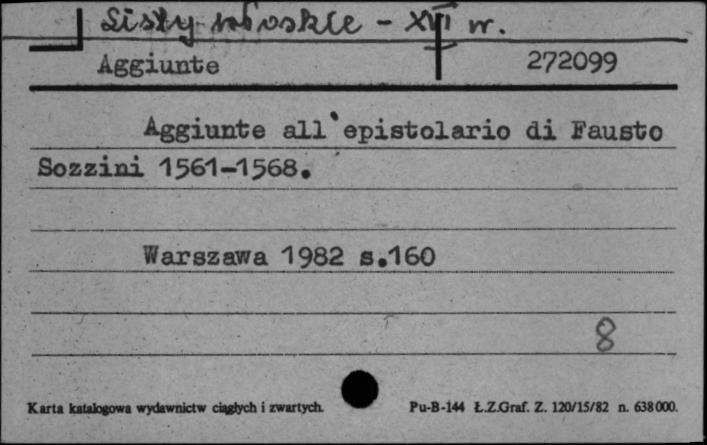 Listy włoskie - XVI w.
Aggiunte 272099
Aggiunte all'epistolario di Fausto
Sozzini 1561-1568.
Warszawa 1982 s.160
8
Karta katalogowa wydawnictw ciągłych i zwartych. Pu-B-144 Ł.Z.Graf. Z. 120/15/82 n. 638000.